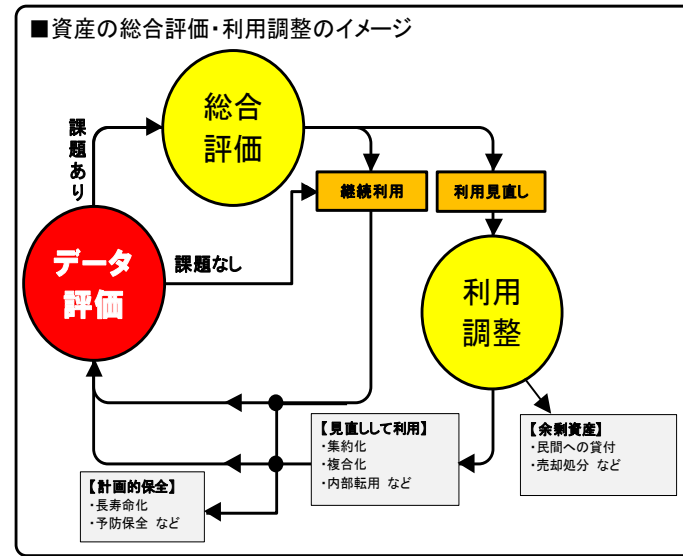 ■資産の総合評価・利用調整のイメージ
総合
評価
課題あり
継続利用
利用見直し
データ
評価
課題なし
利用
調整
【見直しして利用】
・集約化
・複合化
・内部転用 など
【余剰資産】
・民間への貸付
・売却処分 など
【計画的保全】
・長寿命化
・予防保全 など